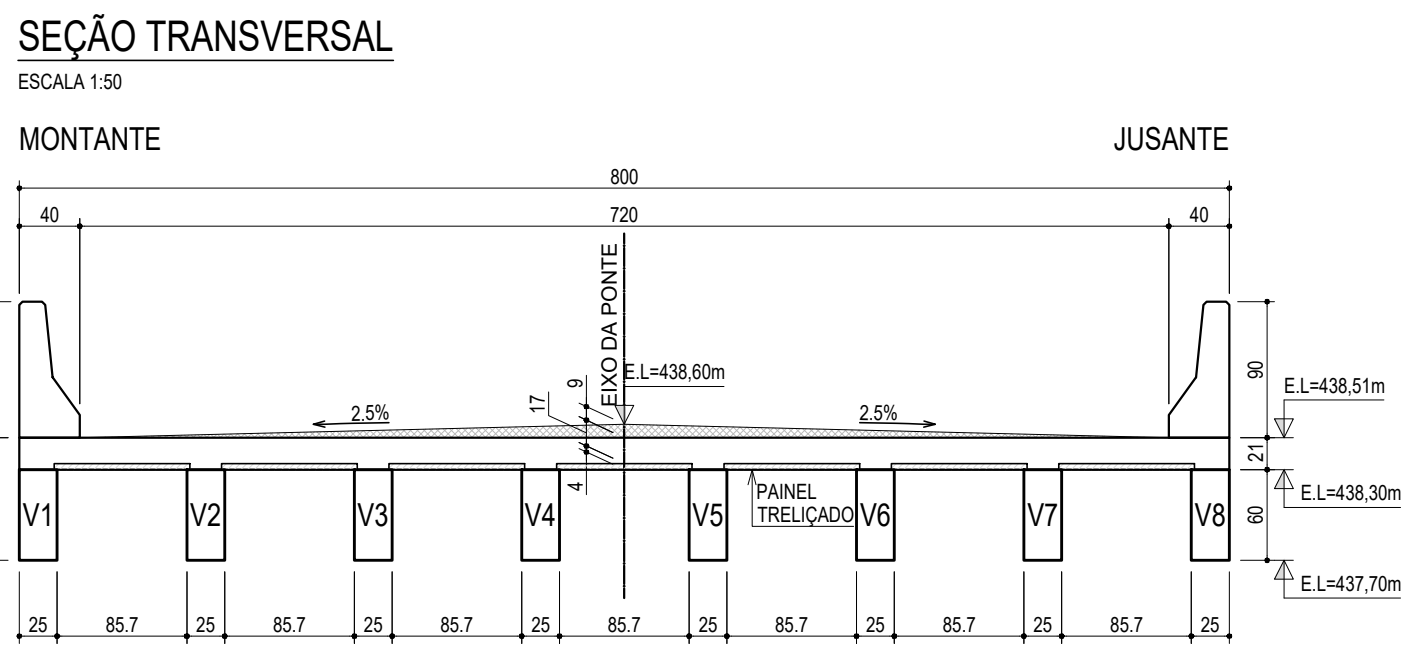 SEÇÃO TRANSVERSAL
ESCALA 1:50
MONTANTE
JUSANTE
800
40
720
40
EIXO DA PONTE
E.L=438,60m
9
17
4
2.5%
2.5%
90
E.L=438,51m
21
E.L=438,30m
60
E.L=437,70m
PAINEL
TRELIÇADO
V1
V2
V3
V4
V5
V6
V7
V8
25
85.7
25
85.7
25
85.7
25
85.7
25
85.7
25
85.7
25
85.7
25